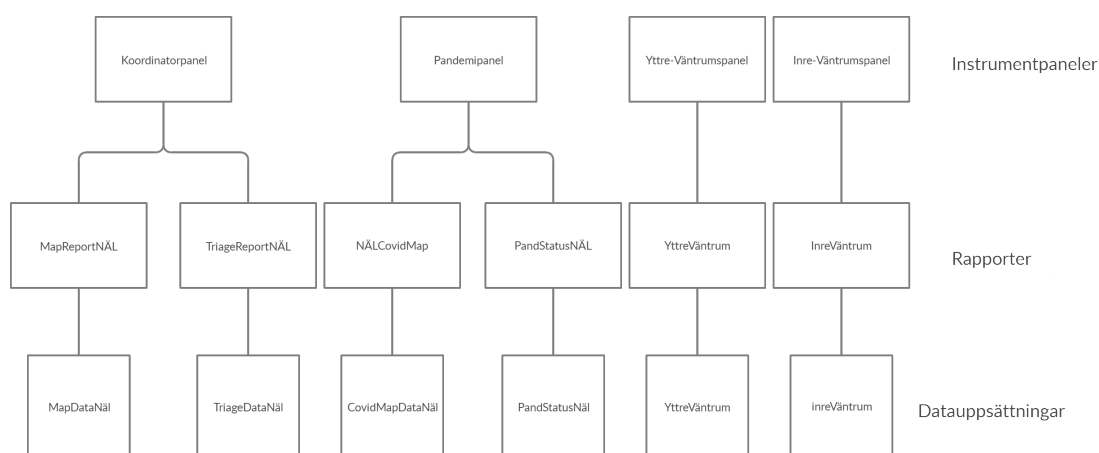 Koordinatorpanel
Pandemipanel
Yttre-Väntrumspanel
Inre-Väntrumspanel
Instrumentpaneler
MapReportNÄL
TriageReportNÄL
NÄLCovidMap
PandStatusNÄL
YttreVäntrum
InreVäntrum
Rapporter
MapDataNäl
TriageDataNäl
CovidMapDataNäl
PandStatusNäl
YttreVäntrum
inreVäntrum
Datauppsättningar